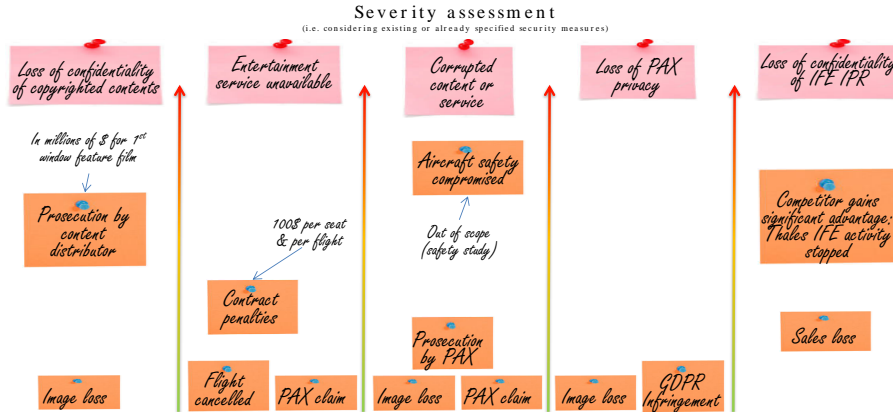 Severity assessment
(i.e. considering existing or already specified security measures)
Loss of confidentiality
of copyrighted contents
Entertainment
service unavailable
Corrupted
content or
service
Loss of PAX
privacy
Loss of confidentiality
of IFE IPR
In millions of $ for 1st
window feature film
Prosecution by
content
distributor
Image loss
100$ per seat
& per flight
Contract
penalties
Flight
cancelled
PAX claim
Aircraft safety
compromised
Out of scope
(safety study)
Prosecution
by PAX
Image loss
PAX claim
Image loss
GDPR
Infringement
Competitor gains
significant advantage:
Thales IFE activity
stopped
Sales loss